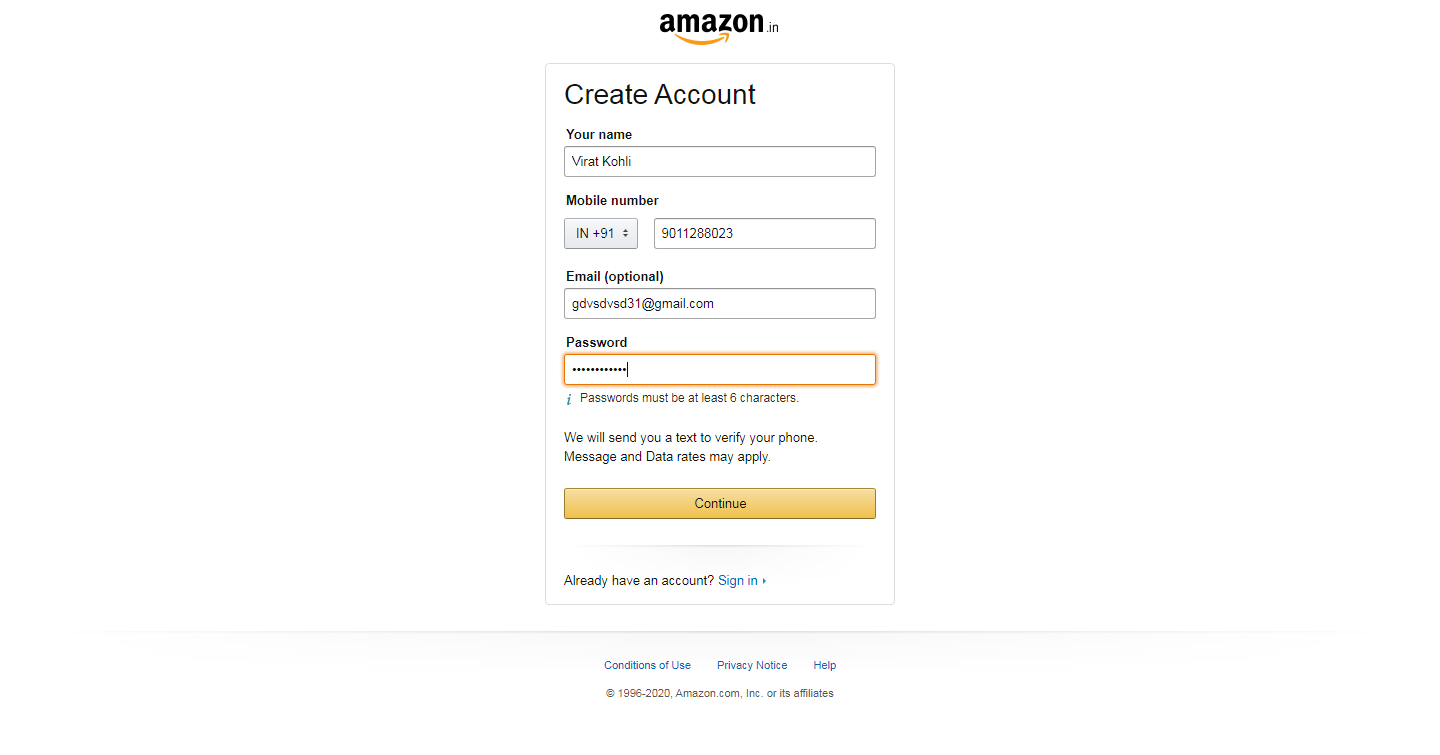 amazon.in
Create Account
Your name
Virat Kohli
Mobile number
IN +91 9011288023
Email (optional)
gdvsdvsd31@gmail.com
Password
••••••••••••
i Passwords must be at least 6 characters.
We will send you a text to verify your phone.
Message and Data rates may apply.
Continue
Already have an account? Sign in
Conditions of Use Privacy Notice Help
© 1996-2020, Amazon.com, Inc. or its affiliates